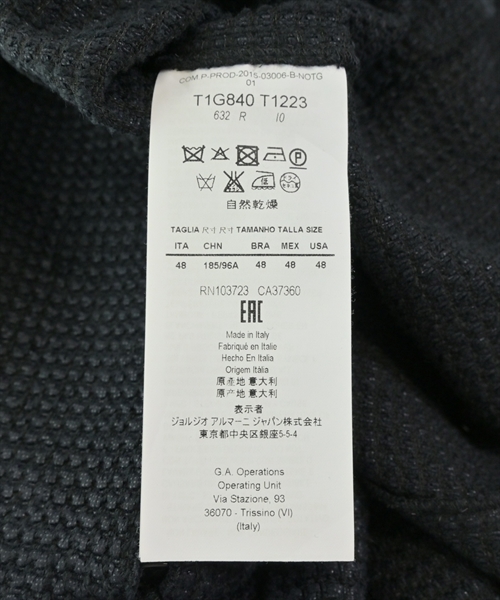 COM.P-PROD-2015-03006-B-NOTG
01
T1G840 T1223
632 R 10
P
自然乾燥
TAGLIA 尺寸 尺寸 TAMANHO TALLA SIZE
ITA CHN BRA MEX USA
48 185/96A 48 48 48
RN103723 CA37360
EAC
Made in Italy
Fabriqué en Italie
Hecho En Italia
Origem Itália
原産地 意大利
原产地 意大利
表示者
ジョルジオ アルマーニ ジャパン株式会社
東京都中央区銀座5-5-4
G.A. Operations
Operating Unit
Via Stazione, 93
36070 - Trissino (VI)
(Italy)